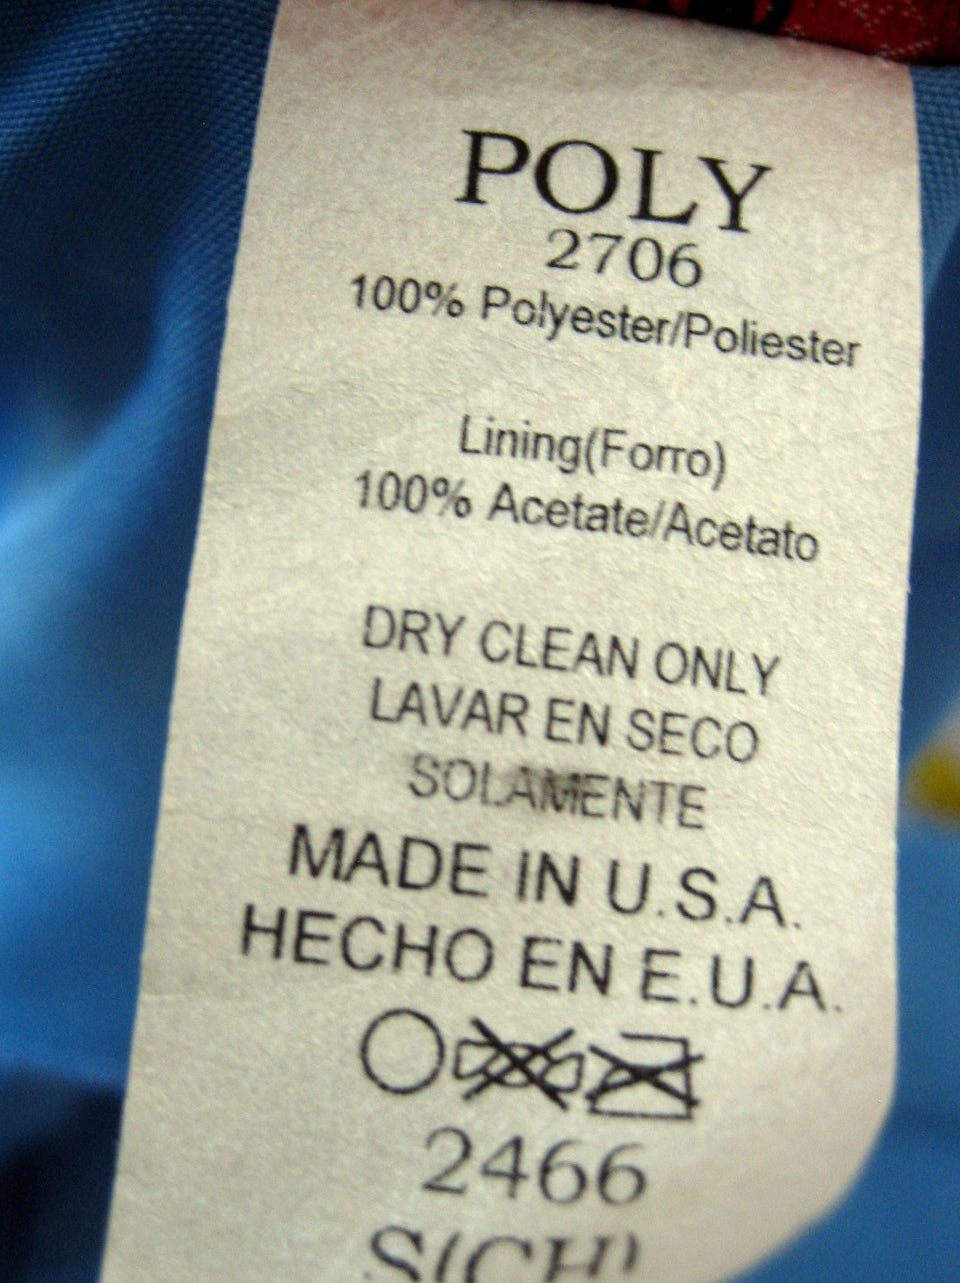 POLY
2706
100% Polyester/Poliester
Lining(Forro)
100% Acetate/Acetato
DRY CLEAN ONLY
LAVAR EN SECO
SOLAMENTE
MADE IN U.S.A.
HECHO EN E.U.A.
2466
S(CH)